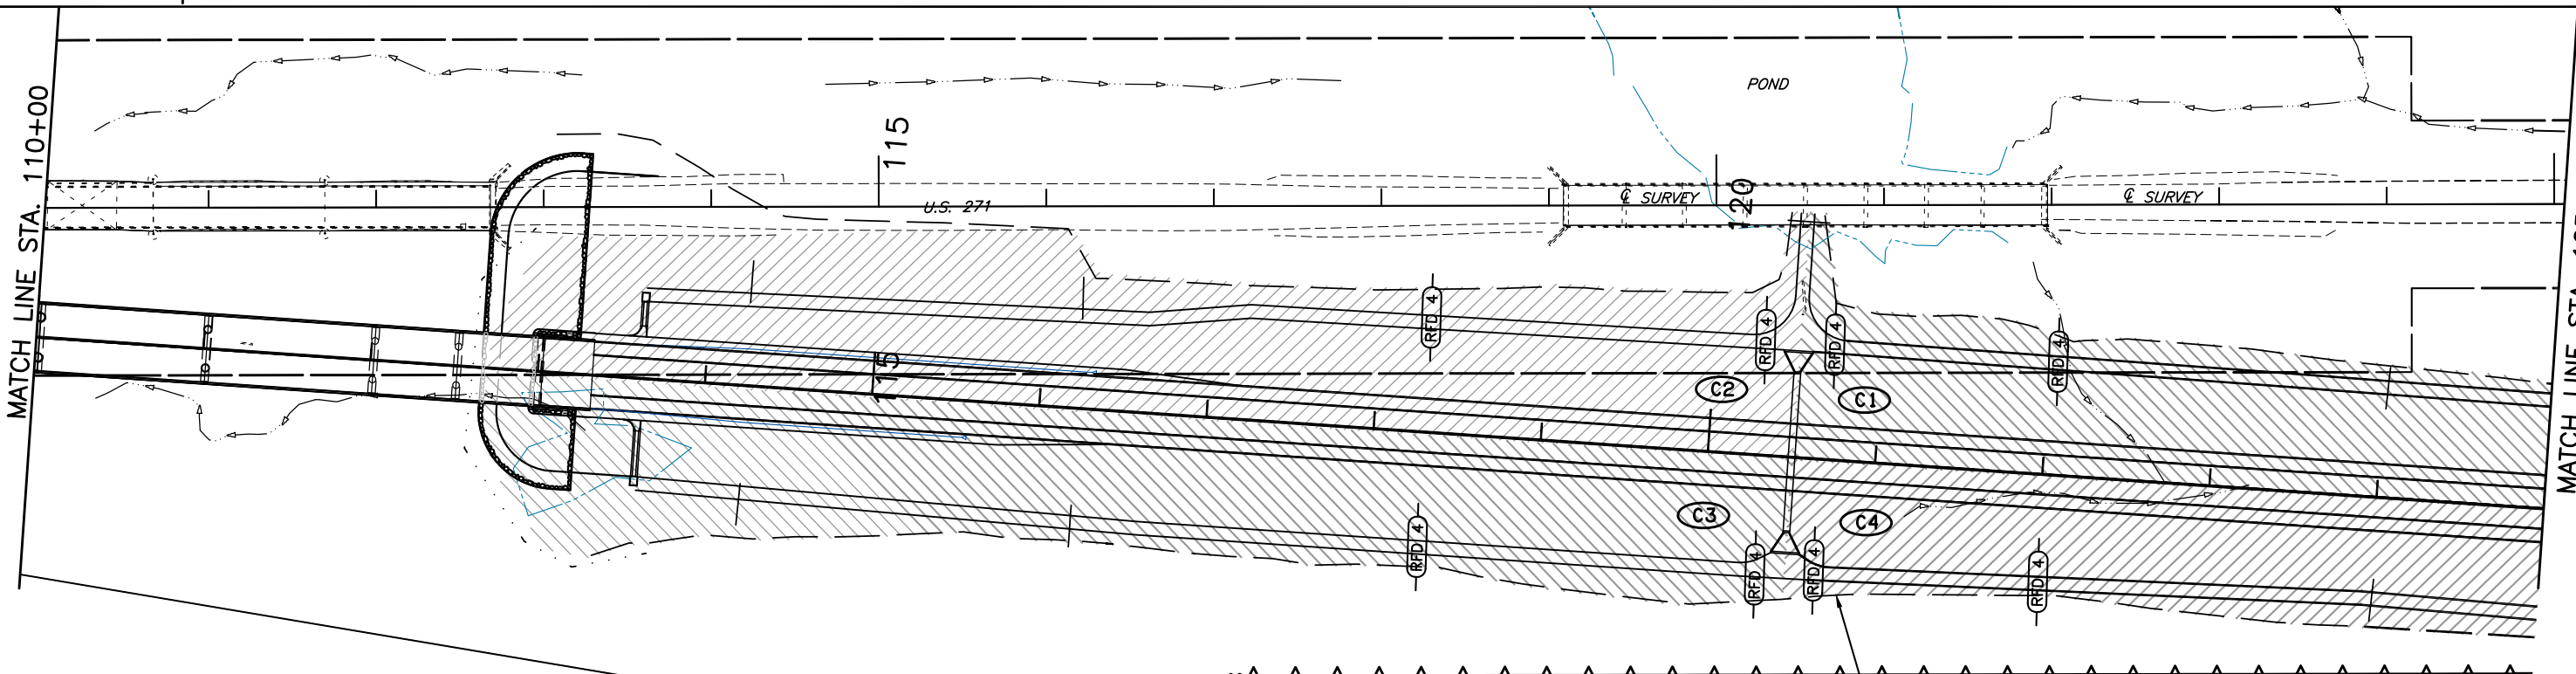 MATCH LINE STA. 110+00
POND
115
U.S. 271
℄ SURVEY
120
℄ SURVEY
RFD 4
RFD 4
RFD 4
RFD 4
115
C2
C1
C3
C4
RFD 4
RFD 4
RFD 4
RFD 4
MATCH LINE STA.